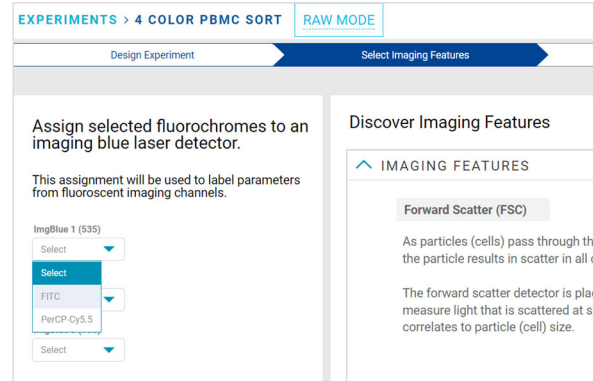 EXPERIMENTS > 4 COLOR PBMC SORT RAW MODE
Design Experiment
Select Imaging Features
Assign selected fluorochromes to an
imaging blue laser detector.
This assignment will be used to label parameters
from fluoroscent imaging channels.
ImgBlue 1 (535)
Select
Select
FITC
PerCP-Cy5.5
Select
Discover Imaging Features
IMAGING FEATURES
Forward Scatter (FSC)
As particles (cells) pass through th
the particle results in scatter in all
The forward scatter detector is pla
measure light that is scattered at s
correlates to particle (cell) size.